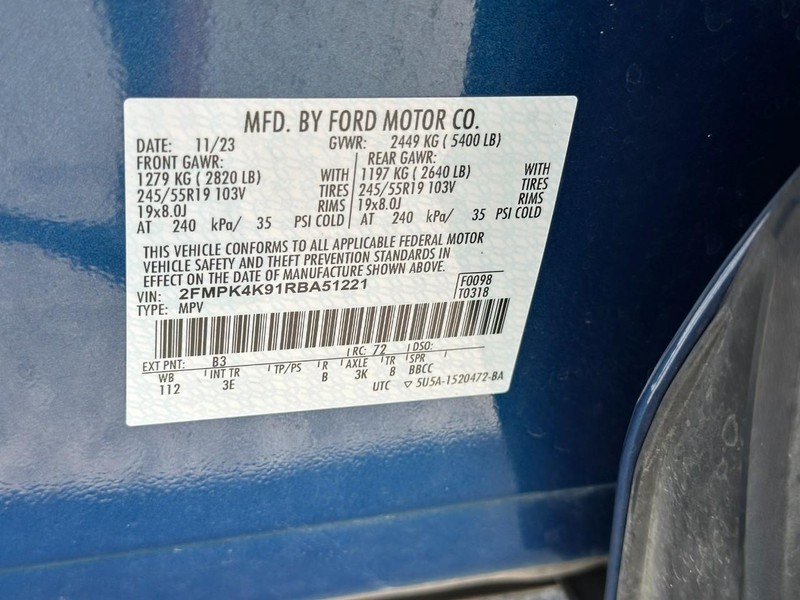 MFD. BY FORD MOTOR CO.
DATE: 11/23 GVWR: 2449 KG ( 5400 LB)
FRONT GAWR: REAR GAWR:
1279 KG ( 2820 LB) WITH 1197 KG ( 2640 LB) WITH
245/55R19 103V TIRES 245/55R19 103V TIRES
19x8.0J RIMS 19x8.0J RIMS
AT 240 kPa/ 35 PSI COLD AT 240 kPa/ 35 PSI COLD
THIS VEHICLE CONFORMS TO ALL APPLICABLE FEDERAL MOTOR
VEHICLE SAFETY AND THEFT PREVENTION STANDARDS IN
EFFECT ON THE DATE OF MANUFACTURE SHOWN ABOVE.
VIN: 2FMPK4K91RBA51221 F0098
TYPE: MPV T0318
EXT PNT: B3 RC: 72 DSO:
WB INT TR TP/PS R AXLE TR SPR
112 3E B 3K 8 BBCC
UTC ▽ 5U5A-1520472-BA